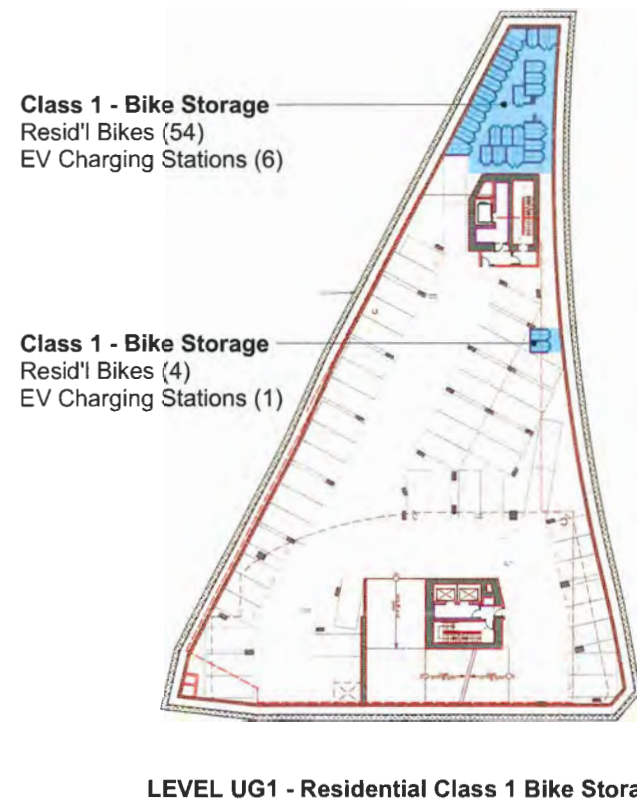 Class 1 - Bike Storage
Resid'l Bikes (54)
EV Charging Stations (6)
Class 1 - Bike Storage
Resid'l Bikes (4)
EV Charging Stations (1)
LEVEL UG1 - Residential Class 1 Bike Stora